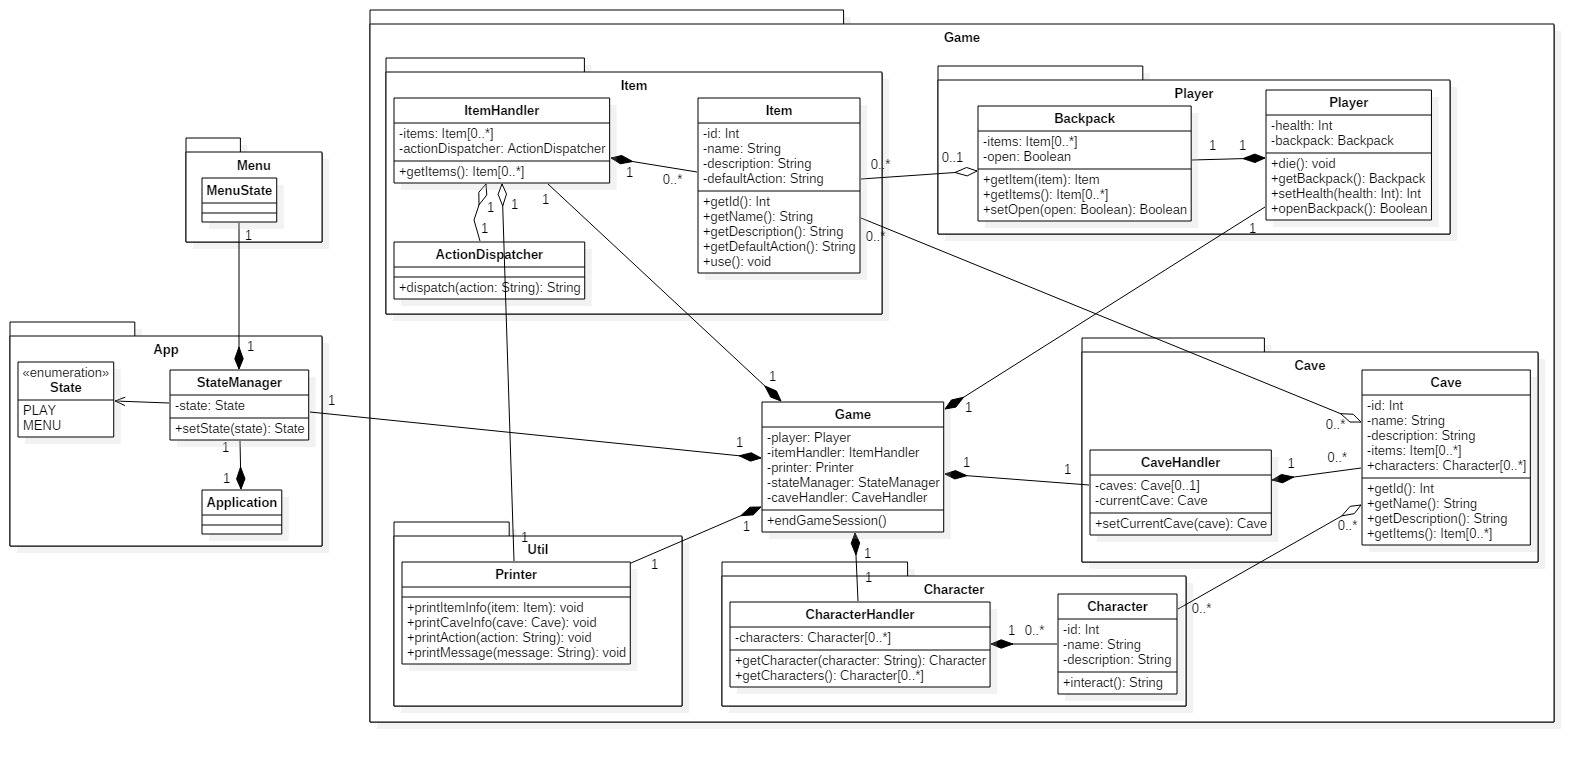 Game
Item
ItemHandler
-items: Item[0..*]
-actionDispatcher: ActionDispatcher
+getItems(): Item[0..*]
Item
-id: Int
-name: String
-description: String
-defaultAction: String
+getId(): Int
+getName(): String
+getDescription(): String
+getDefaultAction(): String
+use(): void
1
0..*
1
1
1
1
ActionDispatcher
+dispatch(action: String): String
Player
Backpack
-items: Item[0..*]
-open: Boolean
+getItem(item): Item
+getItems(): Item[0..*]
+setOpen(open: Boolean): Boolean
Player
-health: Int
-backpack: Backpack
+die(): void
+getBackpack(): Backpack
+setHealth(health: Int): Int
+openBackpack(): Boolean
0..*
0..1
1
1
0..*
1
Menu
MenuState
1
App
«enumeration»
State
PLAY
MENU
1
StateManager
-state: State
+setState(state): State
1
1
1
Application
1
1
Game
-player: Player
-itemHandler: ItemHandler
-printer: Printer
-stateManager: StateManager
-caveHandler: CaveHandler
+endGameSession()
1
1
1
1
1
1
1
Cave
CaveHandler
-caves: Cave[0..1]
-currentCave: Cave
+setCurrentCave(cave): Cave
1
0..*
0..*
0..*
Cave
-id: Int
-name: String
-description: String
-items: Item[0..*]
+characters: Character[0..*]
+getId(): Int
+getName(): String
+getDescription(): String
+getItems(): Item[0..*]
Util
1
1
Printer
+printItemInfo(item: Item): void
+printCaveInfo(cave: Cave): void
+printAction(action: String): void
+printMessage(message: String): void
Character
CharacterHandler
-characters: Character[0..*]
+getCharacter(character: String): Character
+getCharacters(): Character[0..*]
1
0..*
Character
-id: Int
-name: String
-description: String
+interact(): String
0..*